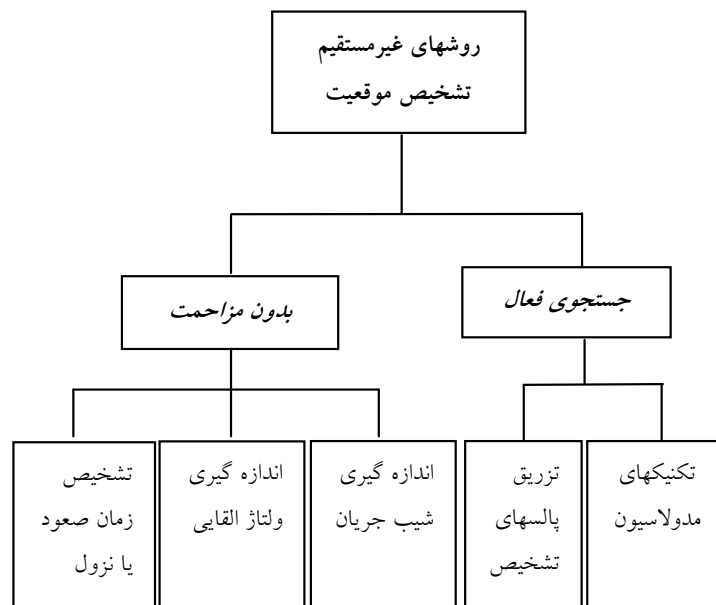 روشهای غیرمستقیم
تشخیص موقعیت
جستجوی فعال
بدون مزاحمت
تکنیکهای
مدولاسیون
تزریق
پالسهای
تشخیص
اندازه گیری
شیب جریان
اندازه گیری
ولتاژ القایی
تشخیص
زمان صعود
یا نزول